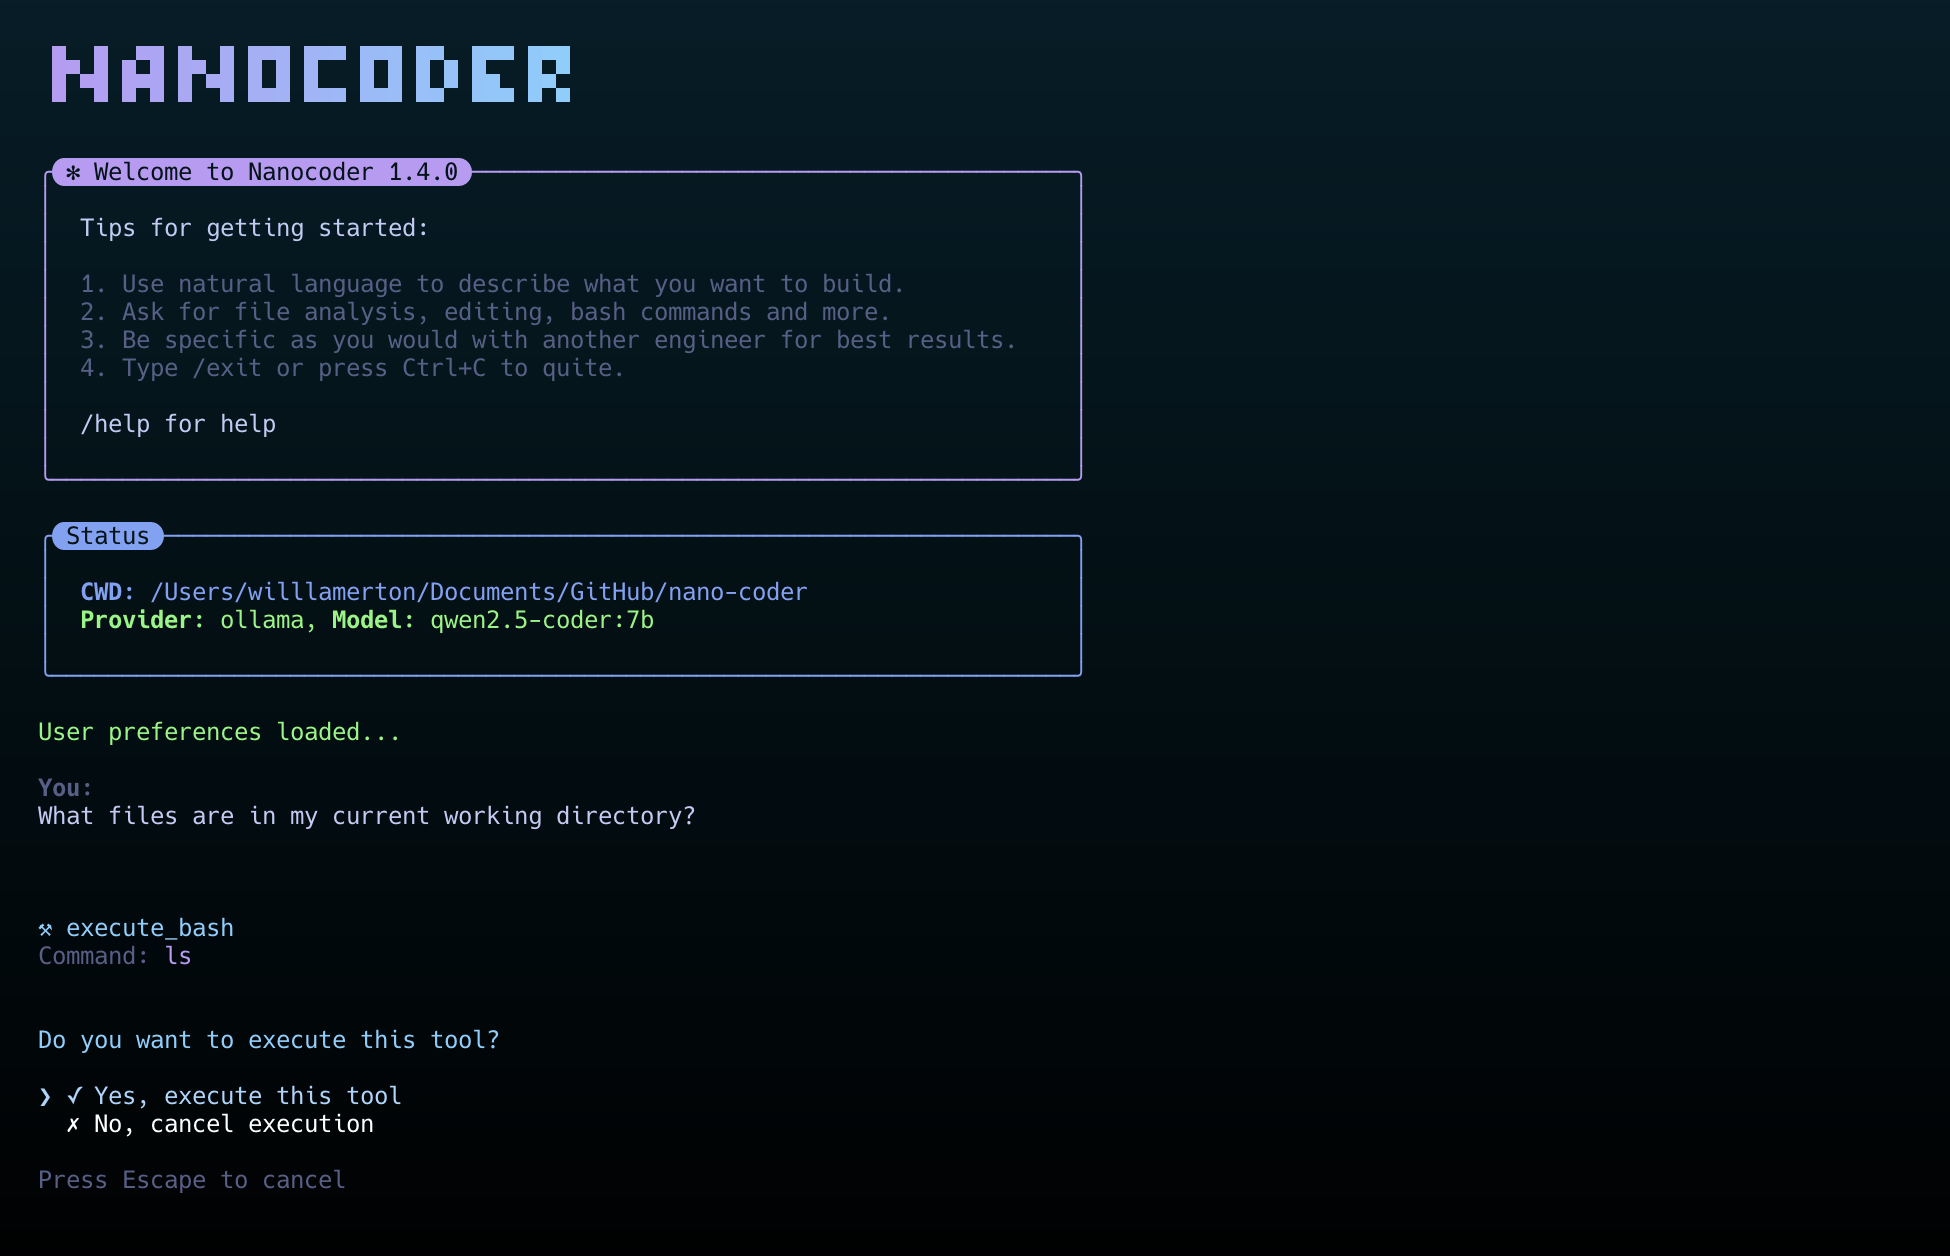 NANOCODER
✻ Welcome to Nanocoder 1.4.0
Tips for getting started:
1. Use natural language to describe what you want to build.
2. Ask for file analysis, editing, bash commands and more.
3. Be specific as you would with another engineer for best results.
4. Type /exit or press Ctrl+C to quite.
/help for help
Status
CWD: /Users/willlamerton/Documents/GitHub/nano-coder
Provider: ollama, Model: qwen2.5-coder:7b
User preferences loaded...
You:
What files are in my current working directory?
⚒ execute_bash
Command: ls
Do you want to execute this tool?
❯ ✓ Yes, execute this tool
✗ No, cancel execution
Press Escape to cancel